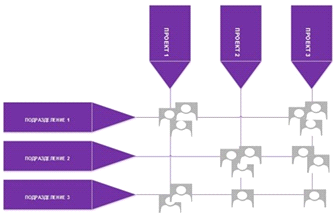 ПРОЕКТ 1
ПРОЕКТ 2
ПРОЕКТ 3
ПОДРАЗДЕЛЕНИЕ 1
ПОДРАЗДЕЛЕНИЕ 2
ПОДРАЗДЕЛЕНИЕ 3